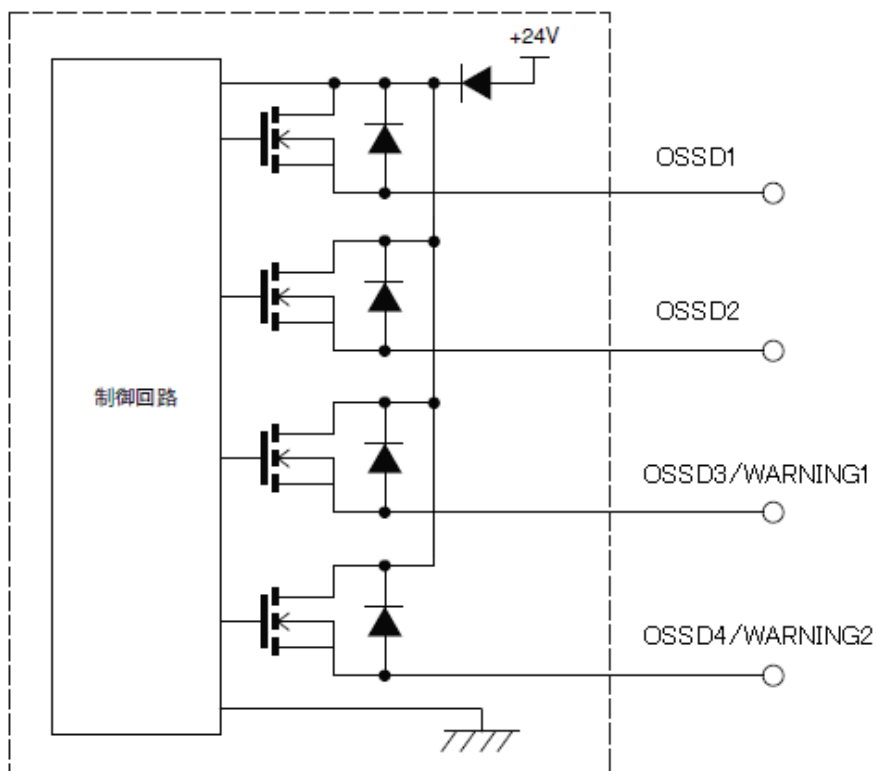 +24V
OSSD1
OSSD2
制御回路
OSSD3/WARNING1
OSSD4/WARNING2